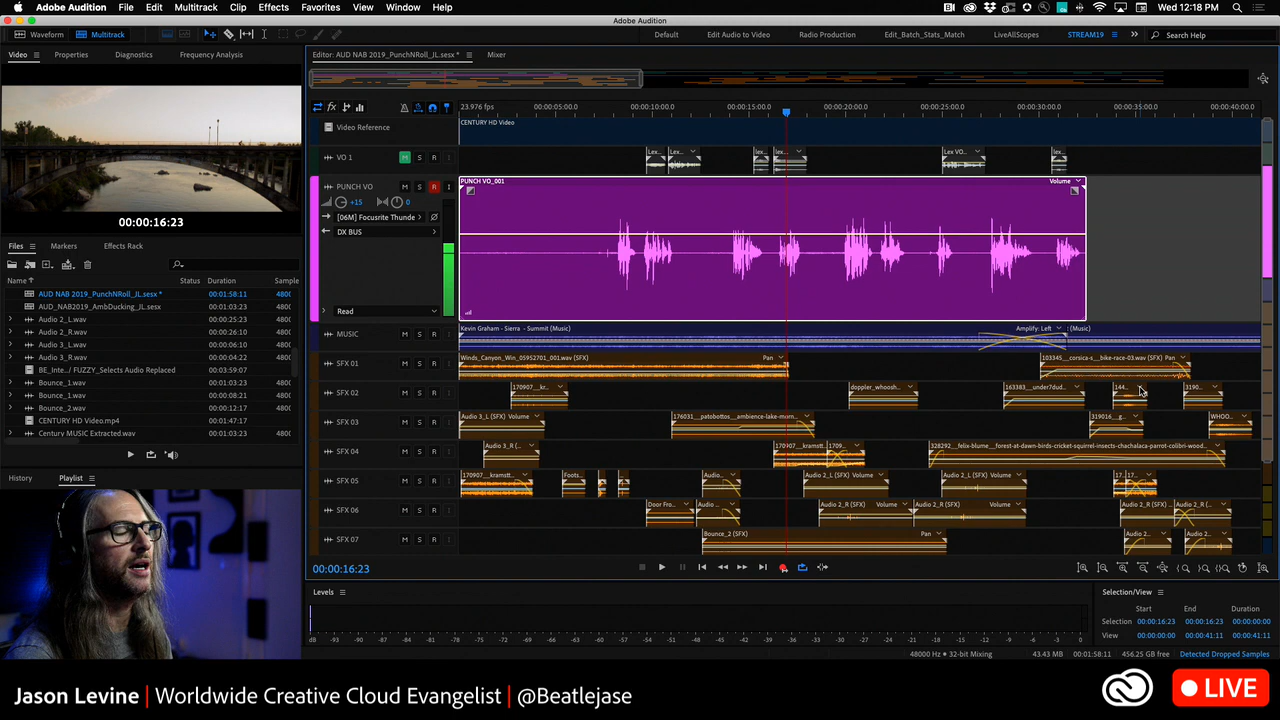 Adobe Audition File Edit Multitrack Clip Effects Favorites View Window Help Wed 12:18 PM
Adobe Audition
Waveform Multitrack Default Edit Audio to Video Radio Production Edit_Batch_Stats_Match LiveAllScopes STREAM19 Search Help
Video Properties Diagnostics Frequency Analysis
Editor: AUD NAB 2019_PunchNRoll_JL.sesx * Mixer
fx
23.976 fps 00:00:05:00.0 00:00:10:00.0 00:00:15:00.0 00:00:20:00.0 00:00:25:00.0 00:00:30:00.0 00:00:35:00.0 00:00:40:00.0
Video Reference CENTURY HD Video
VO 1 M S R I Lex... Lex... lex... lex... Lex VO... lex...
PUNCH VO M S R I PUNCH VO_001 Volume
+15 0
[06M] Focusrite Thunde
DX BUS
Read
00:00:16:23
Files Markers Effects Rack
Name Status Duration Sample
AUD NAB 2019_PunchNRoll_JL.sesx * 00:01:58:11 4800
AUD_NAB2019_AmbDucking_JL.sesx 00:01:03:23 4800
Audio 2_L.wav 00:00:33:02 4800
Audio 2_R.wav 00:00:26:10 4800
Audio 3_L.wav 00:00:06:12 4800
Audio 3_R.wav 00:00:04:22 4800
BE_Inte.../ FUZZY_Selects Audio Replaced 00:03:59:07
Bounce_1.wav 00:01:03:23 4800
Bounce_1.wav 00:00:08:21 4800
Bounce_2.wav 00:00:12:17 4800
CENTURY HD Video.mp4 00:01:47:17
Century MUSIC Extracted.wav 00:01:03:23 4800
History Playlist
MUSIC M S R Kevin Graham - Sierra - Summit (Music) Amplify: Left (Music)
SFX 01 M S R Winds_Canyon_Win_05952701_001.wav (SFX) Pan 103345__corsica-s__bike-race-03.wav (SFX) Pan
SFX 02 M S R 170907__kr... doppler_whoosh... 163383__under7dud... 144... 3190...
SFX 03 M S R Audio 3_L (SFX) Volume 176031__patobottos__ambience-lake-morn... 319016__g... WHOO...
SFX 04 M S R Audio 3_R (... 170907__kramstt... 1709... 328292__felix-blume__forest-at-dawn-birds-cricket-squirrel-insects-chachalaca-parrot-colibri-wood...
SFX 05 M S R 170907__kramstt... Foots... Audio... Audio 2_L (SFX) Volume Audio 2_L (SFX) Volume 17... 17...
SFX 06 M S R Door Fro... Audio ... Audio 2_R (SFX) Volume Audio 2_R (SFX) Volume Audio 2_R (SFX) ... Audio 2_R (...
SFX 07 M S R Bounce_2 (SFX) Pan Audio 2... Audio 2...
00:00:16:23
Levels
dB -93 -87 -81 -75 -72 -69 -66 -63 -60 -57 -54 -51 -48 -45 -42 -39 -36 -33 -30 -27 -24 -21 -18 -15 -12 -9 -6 -3 0
Selection/View
Start End Duration
Selection 00:00:16:23 00:00:16:23 00:00:00:00
View 00:00:00:00 00:00:41:11 00:00:41:11
48000 Hz • 32-bit Mixing 43.43 MB 00:01:58:11 456.25 GB free Detected Dropped Samples
Jason Levine | Worldwide Creative Cloud Evangelist | @Beatlejase
LIVE